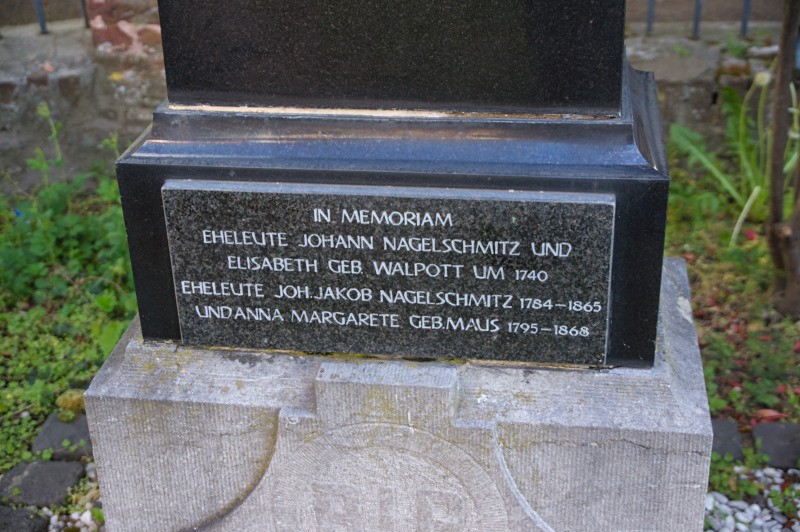 IN MEMORIAM
EHELEUTE JOHANN NAGELSCHMITZ UND
ELISABETH GEB. WALPOTT UM 1740
EHELEUTE JOH. JAKOB NAGELSCHMITZ 1784-1865
UND ANNA MARGARETE GEB. MAUS 1795-1868